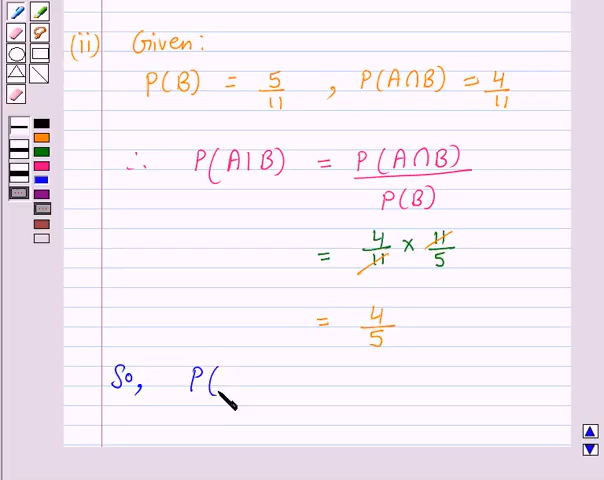 (ii) Given:
P(B) = 5/11 , P(A∩B) = 4/11
∴ P(A|B) = P(A∩B)/P(B)
= 4/11 × 11/5
= 4/5
So, P(